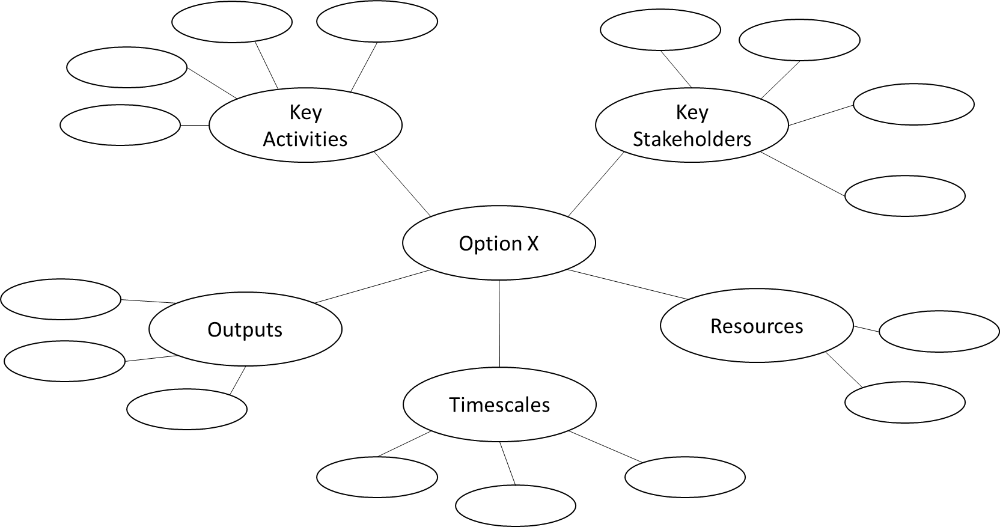 Key
Activities
Key
Stakeholders
Option X
Outputs
Resources
Timescales